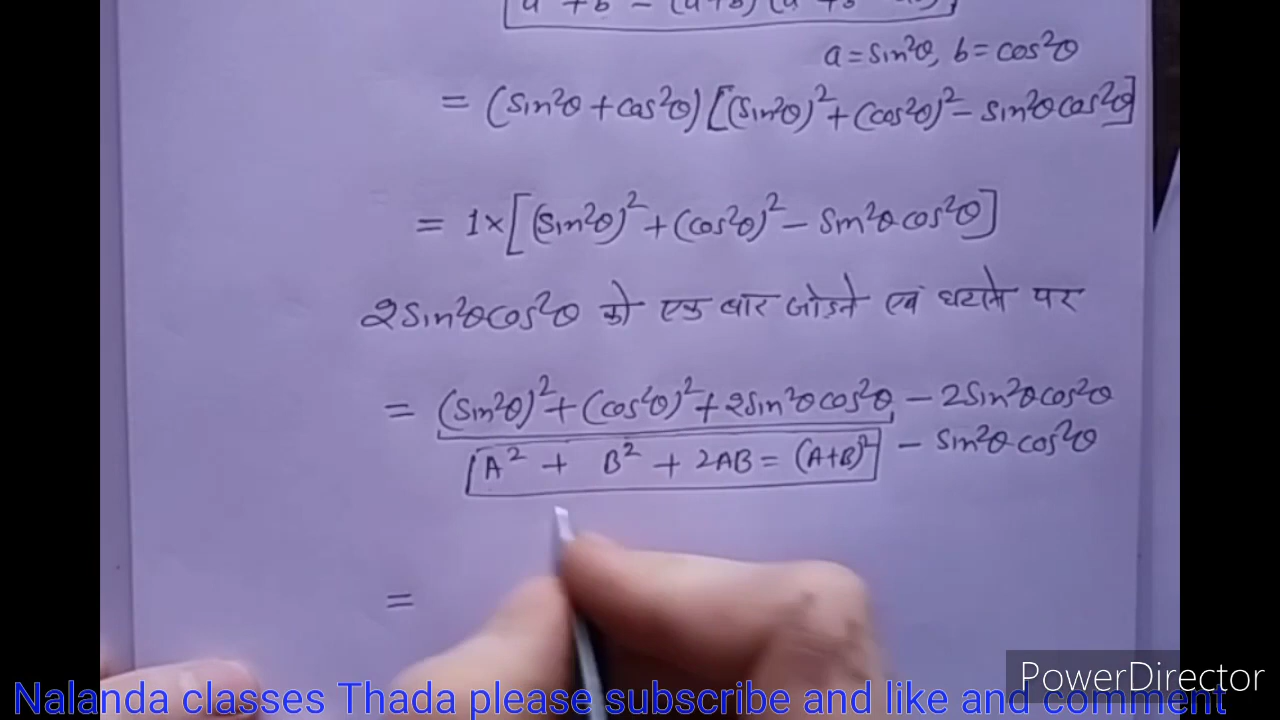 a = sin²θ, b = cos²θ
= (sin²θ + cos²θ) [(sin²θ)² + (cos²θ)² - sin²θ cos²θ]
= 1× [(sin²θ)² + (cos²θ)² - sin²θ cos²θ]
2sin²θcos²θ को एक बार जोडने एवं घटाने पर
= (sin²θ)² + (cos²θ)² + 2sin²θcos²θ - 2sin²θcos²θ
A² + B² + 2AB = (A+B)² - sin²θ cos²θ
=
PowerDirector
Nalanda classes Thada please subscribe and like and comment